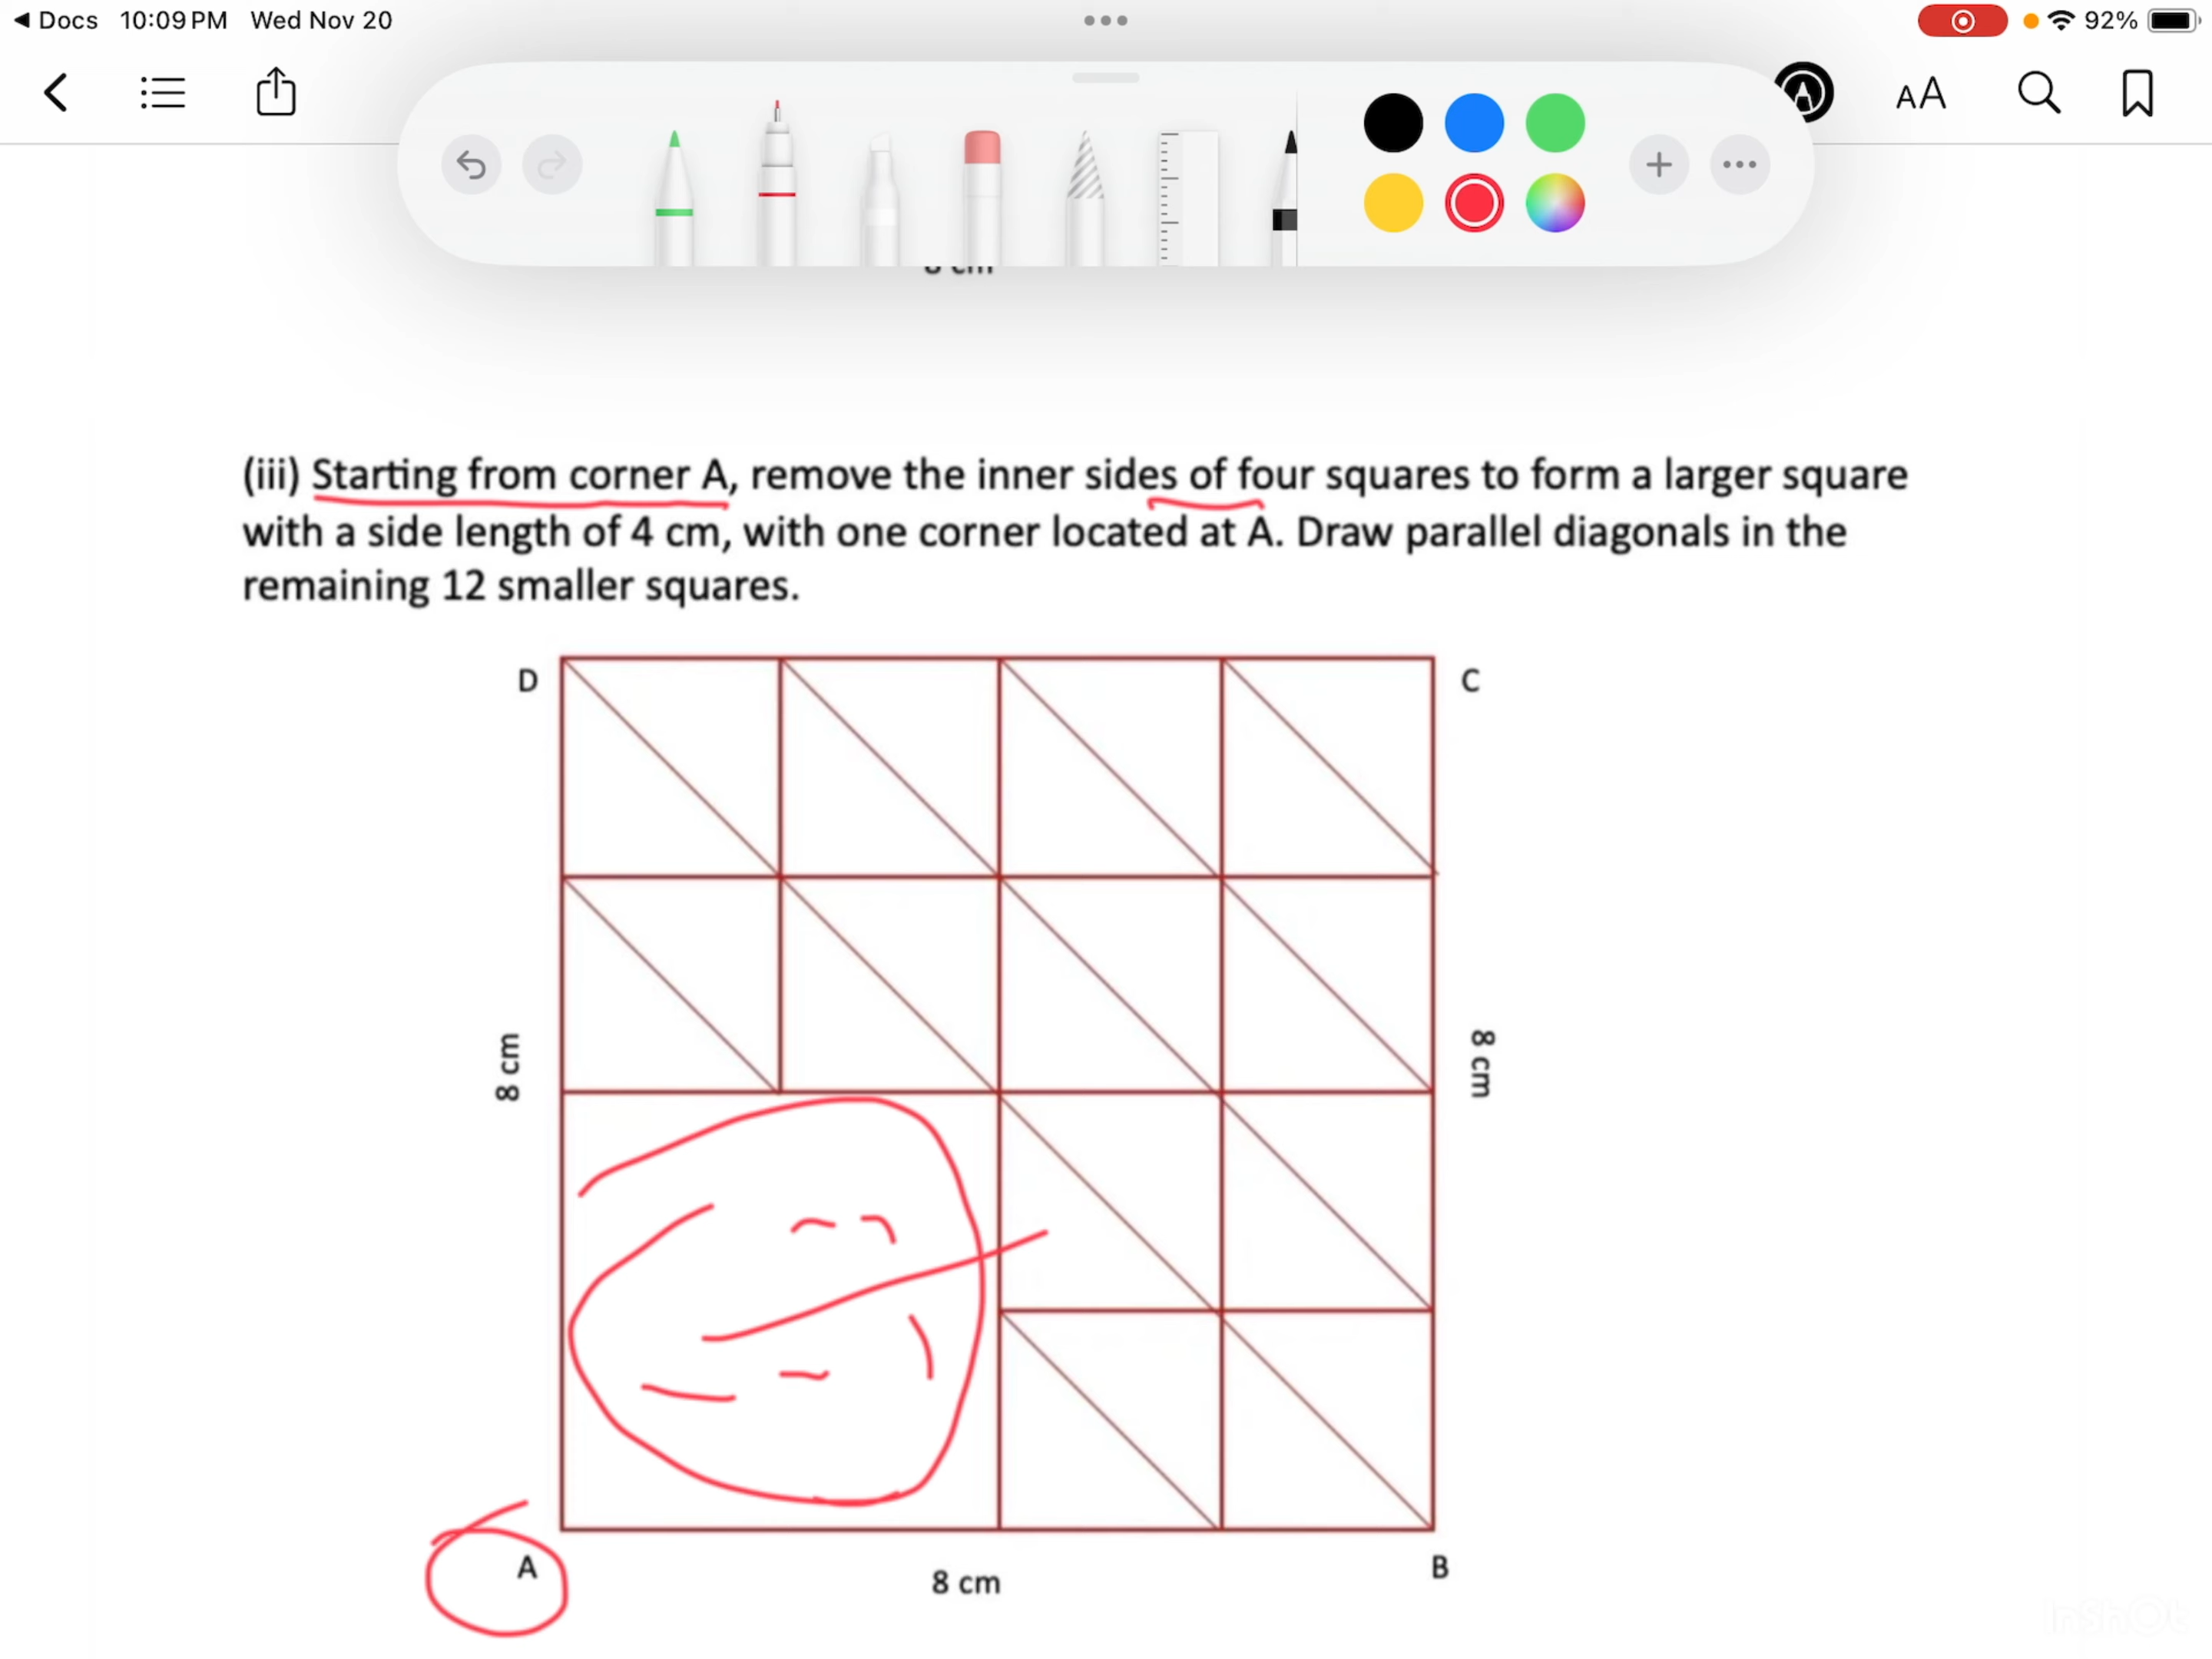 Docs 10:09 PM Wed Nov 20
92%
AA
(iii) Starting from corner A, remove the inner sides of four squares to form a larger square
with a side length of 4 cm, with one corner located at A. Draw parallel diagonals in the
remaining 12 smaller squares.
D
C
8 cm
8 cm
A
8 cm
B
InShOt